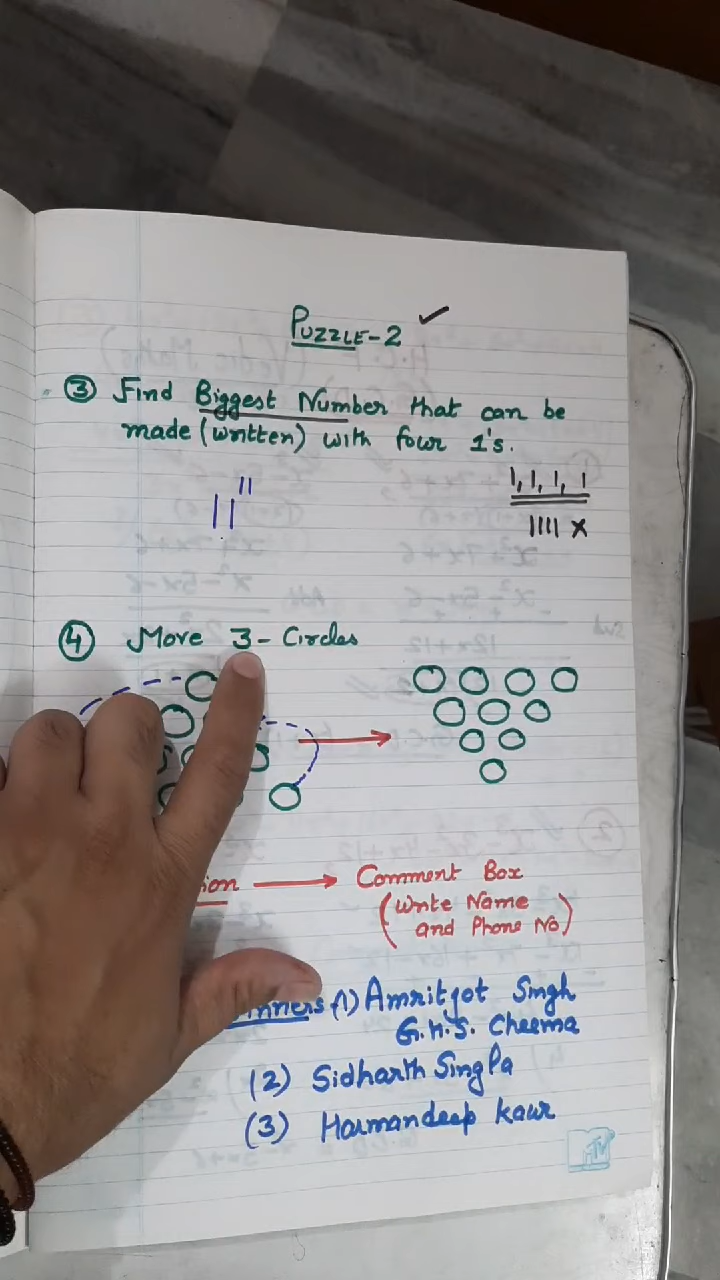 PUZZLE-2 ✓
③ Find Biggest Number that can be
made (written) with four 1's.
11¹¹
1, 1, 1, 1
1111 ×
④ Move 3- Circles
→ Comment Box
(Write Name
and Phone No)
(1) Amritjot Singh
G.H.S. Cheema
(2) Sidharth Singla
(3) Harmandeep Kaur
MTV